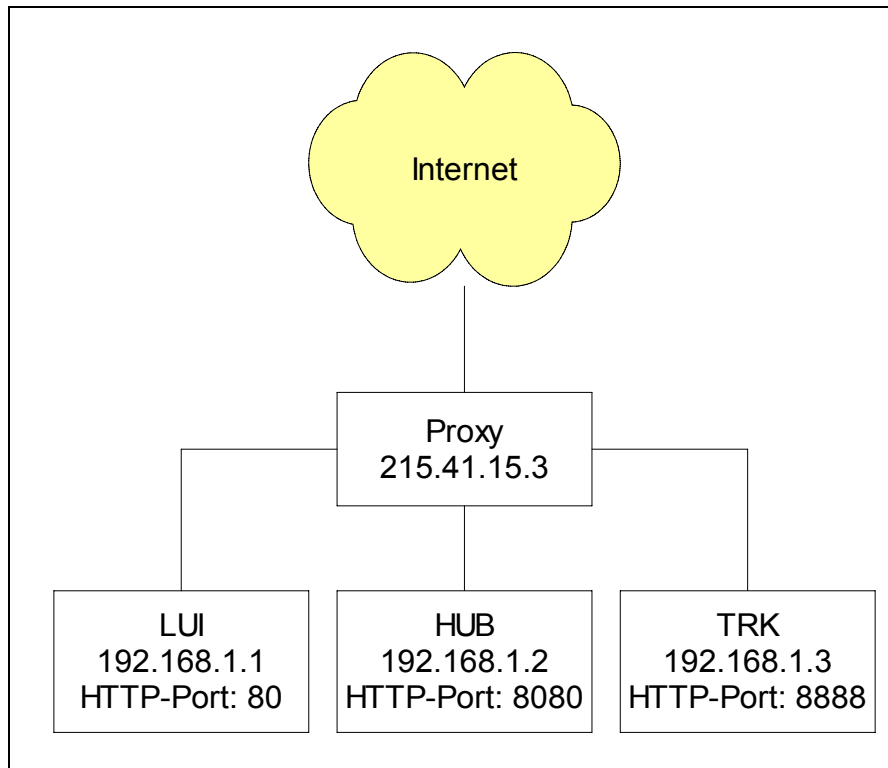 Internet
Proxy
215.41.15.3
LUI
192.168.1.1
HTTP-Port: 80
HUB
192.168.1.2
HTTP-Port: 8080
TRK
192.168.1.3
HTTP-Port: 8888